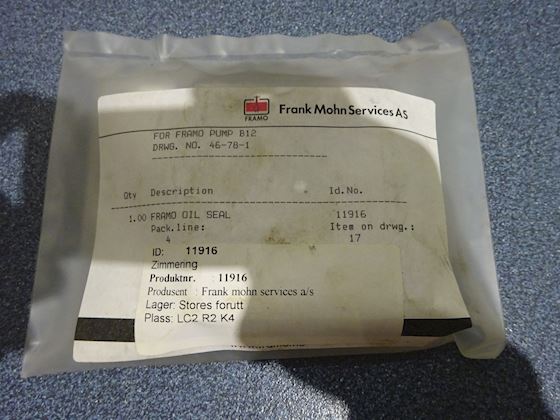 FRAMO
Frank Mohn Services AS
FOR FRAMO PUMP B12
DRWG. NO. 46-78-1
Qty Description Id.No.
1.00 FRAMO OIL SEAL 11916
Pack.line: Item on drwg.:
4 17
ID: 11916
Zimmering
Produktnr. : 11916
Produsent : Frank mohn services a/s
Lager: Stores forutt
Plass: LC2 R2 K4